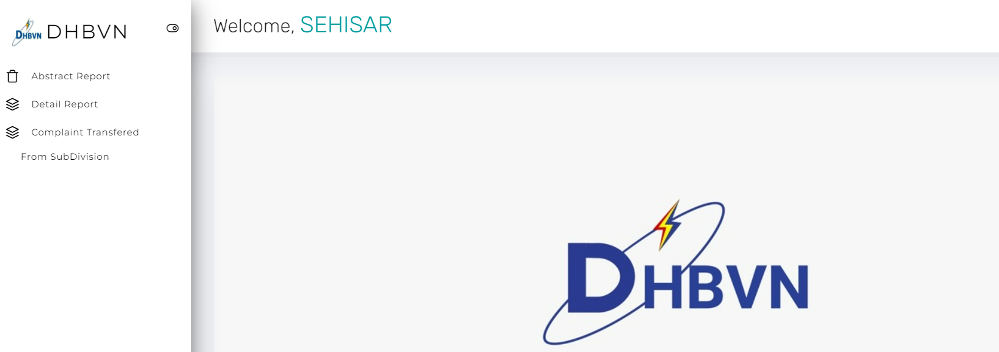 DHBVN DHBVN
Welcome, SEHISAR
Abstract Report
Detail Report
Complaint Transfered
From SubDivision
DHBVN